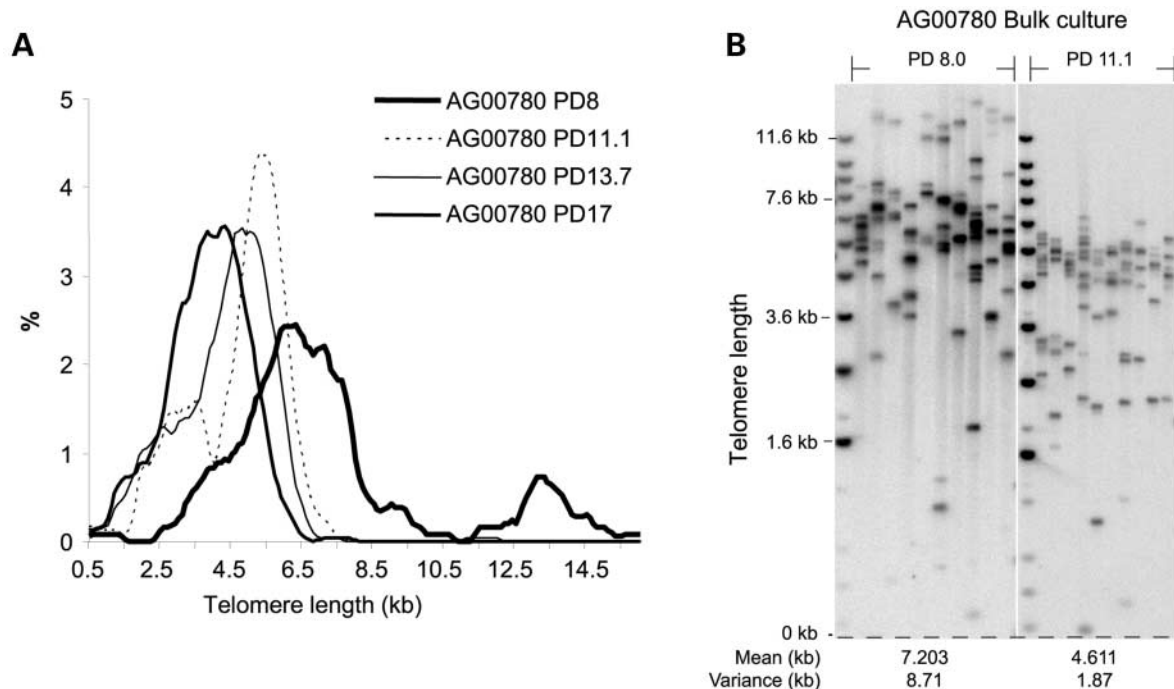 A
AG00780 PD8
AG00780 PD11.1
AG00780 PD13.7
AG00780 PD17
5
4
3
2
1
0
%
0.5 2.5 4.5 6.5 8.5 10.5 12.5 14.5
Telomere length (kb)
B
AG00780 Bulk culture
PD 8.0 PD 11.1
11.6 kb
7.6 kb
3.6 kb
1.6 kb
0 kb
Telomere length
Mean (kb) 7.203 4.611
Variance (kb) 8.71 1.87